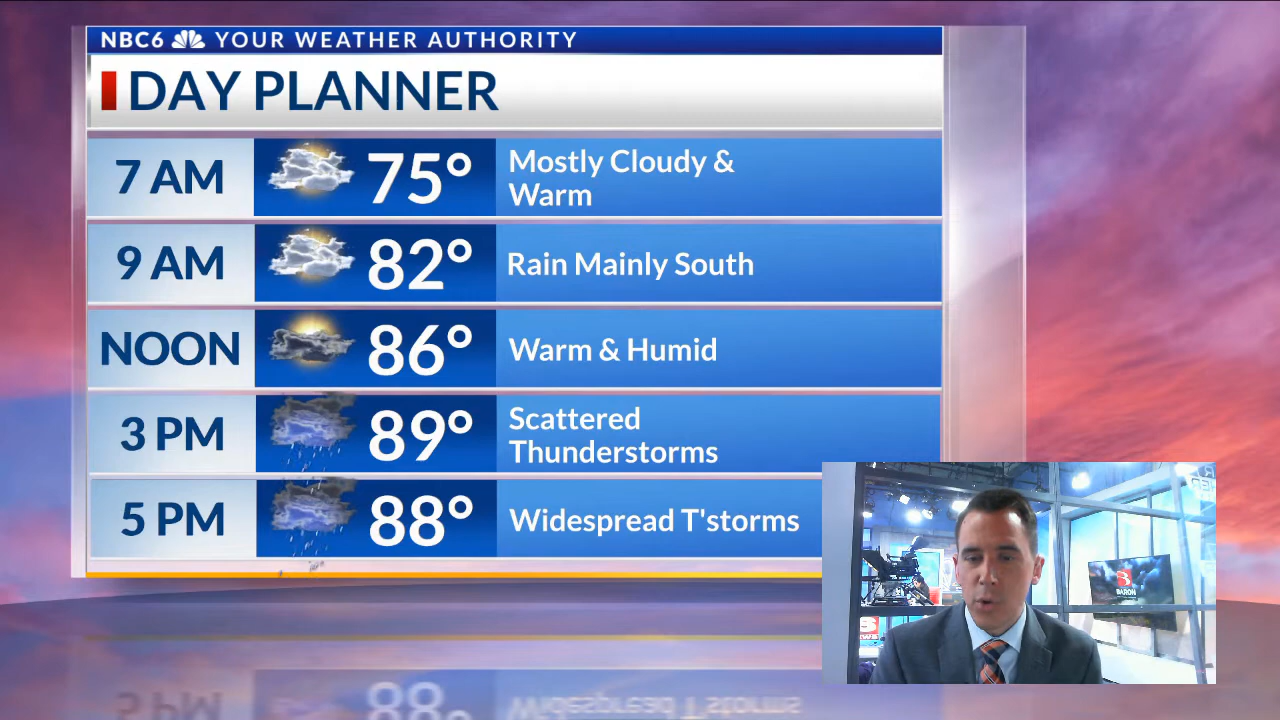 NBC6 YOUR WEATHER AUTHORITY
DAY PLANNER
7 AM 75° Mostly Cloudy &
Warm
9 AM 82° Rain Mainly South
NOON 86° Warm & Humid
3 PM 89° Scattered
Thunderstorms
5 PM 88° Widespread T'storms
BARON
NEWS